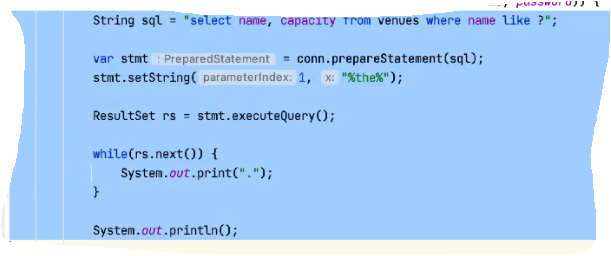 password)) {
String sql = "select name, capacity from venues where name like ?";
var stmt : PreparedStatement = conn.prepareStatement(sql);
stmt.setString( parameterIndex: 1, x: "%the%");
ResultSet rs = stmt.executeQuery();
while(rs.next()) {
System.out.print(".");
}
System.out.println();